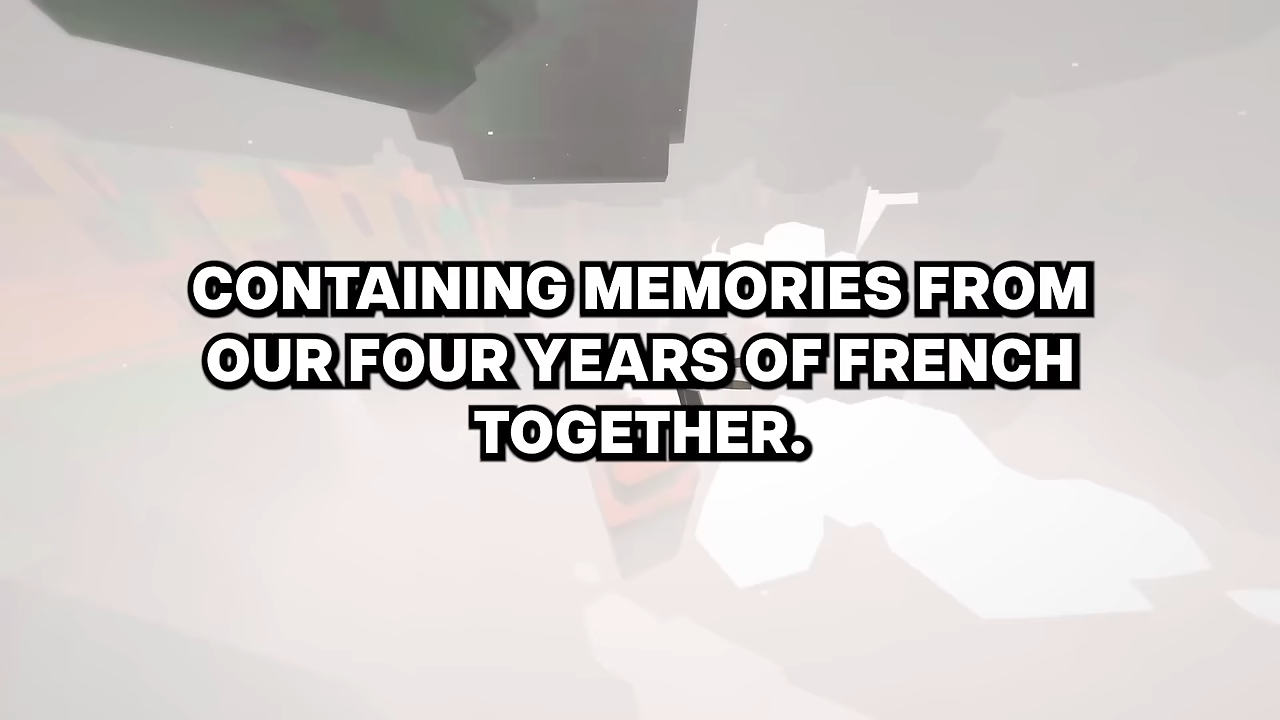 CONTAINING MEMORIES FROM
OUR FOUR YEARS OF FRENCH
TOGETHER.